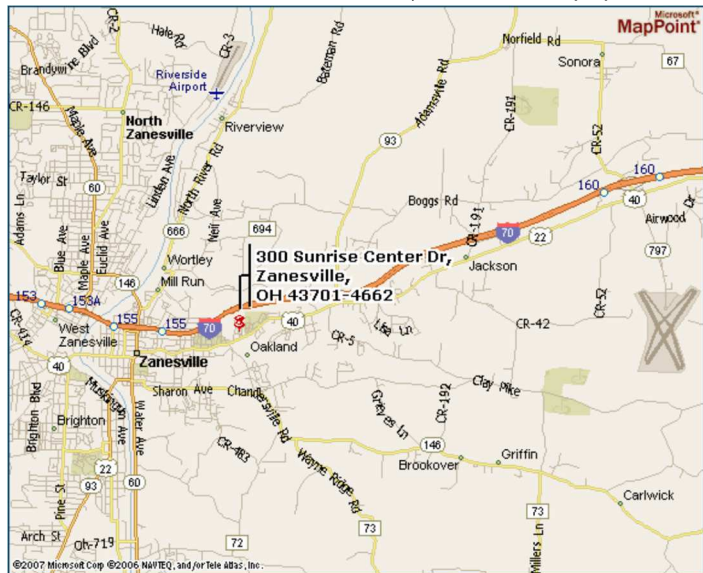 Microsoft®
MapPoint®
Norfield Rd
Sonora
67
CR-2
Hale Rd
CR-3
Bateman Rd
Brandywine Blvd
Riverside
Airport
Adamsville Rd
CR-191
CR-52
CR-146
North
Zanesville
Riverview
93
Maple Ave
Linden Ave
North River Rd
Taylor St
60
160
160
Adams Ln
Boggs Rd
40
Blue Ave
Maple Ave
Euclid Ave
666
Neir Ave
694
CR-191
70
22
Airwood Dr
797
Wortley
146
Mill Run
Jackson
300 Sunrise Center Dr,
Zanesville,
OH 43701-4662
153
153A
155
155
70
40
Lisa Ln
CR-42
CR-52
CR-414
West
Zanesville
CR-5
Zanesville
Oakland
40
Clay Pike
Sharon Ave
Chandlersville Rd
Muskingum Ave
Water Ave
Grieves Ln
CR-192
Brighton Blvd
Brighton
CR-483
146
Wayne Ridge Rd
Brookover
Griffin
22
93
60
Pine St
Carlwick
73
73
Millers Ln
Arch St
Oh-719
72
©2007 Microsoft Corp ©2006 NAVTEQ, and/or Tele Atlas, Inc.